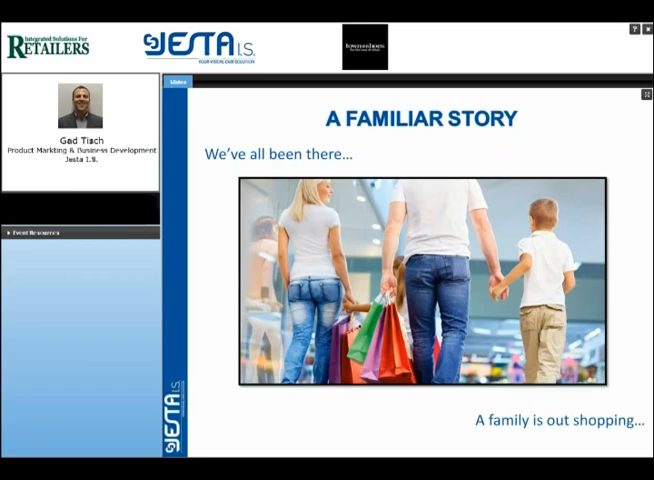 Integrated Solutions For
RETAILERS
JESTA I.S.
YOUR VISION, OUR SOLUTION
Gad Tisch
Product Markting & Business Development
Jesta I.S.
Event Resources
Slides
A FAMILIAR STORY
We've all been there...
A family is out shopping...
JESTA I.S.